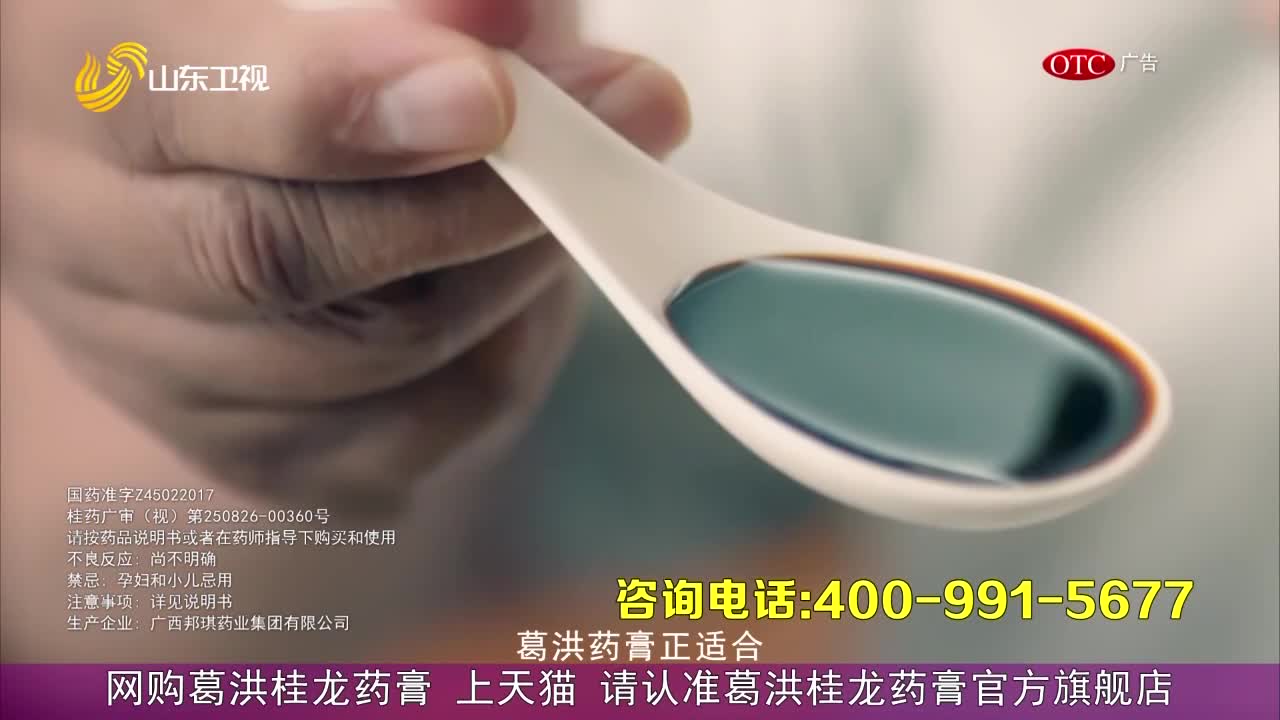 山东卫视
OTC 广告
国药准字Z45022017
桂药广审（视）第250826-00360号
请按药品说明书或者在药师指导下购买和使用
不良反应：尚不明确
禁忌：孕妇和小儿忌用
注意事项：详见说明书
生产企业：广西邦琪药业集团有限公司
咨询电话:400-991-5677
葛洪药膏正适合
网购葛洪桂龙药膏 上天猫 请认准葛洪桂龙药膏官方旗舰店